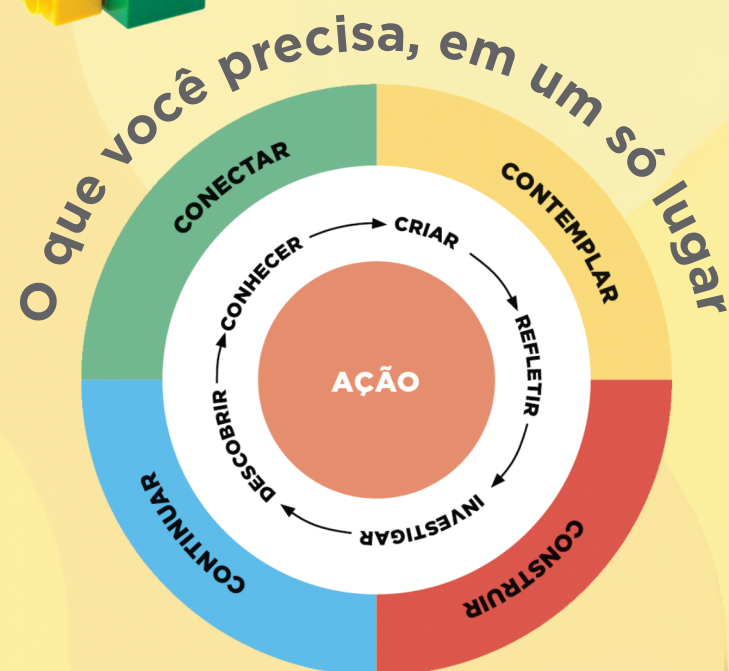 O que você precisa, em um só lugar
CONECTAR
CONTEMPLAR
CONSTRUIR
CONTINUAR
CONHECER
CRIAR
REFLETIR
INVESTIGAR
DESCOBRIR
AÇÃO